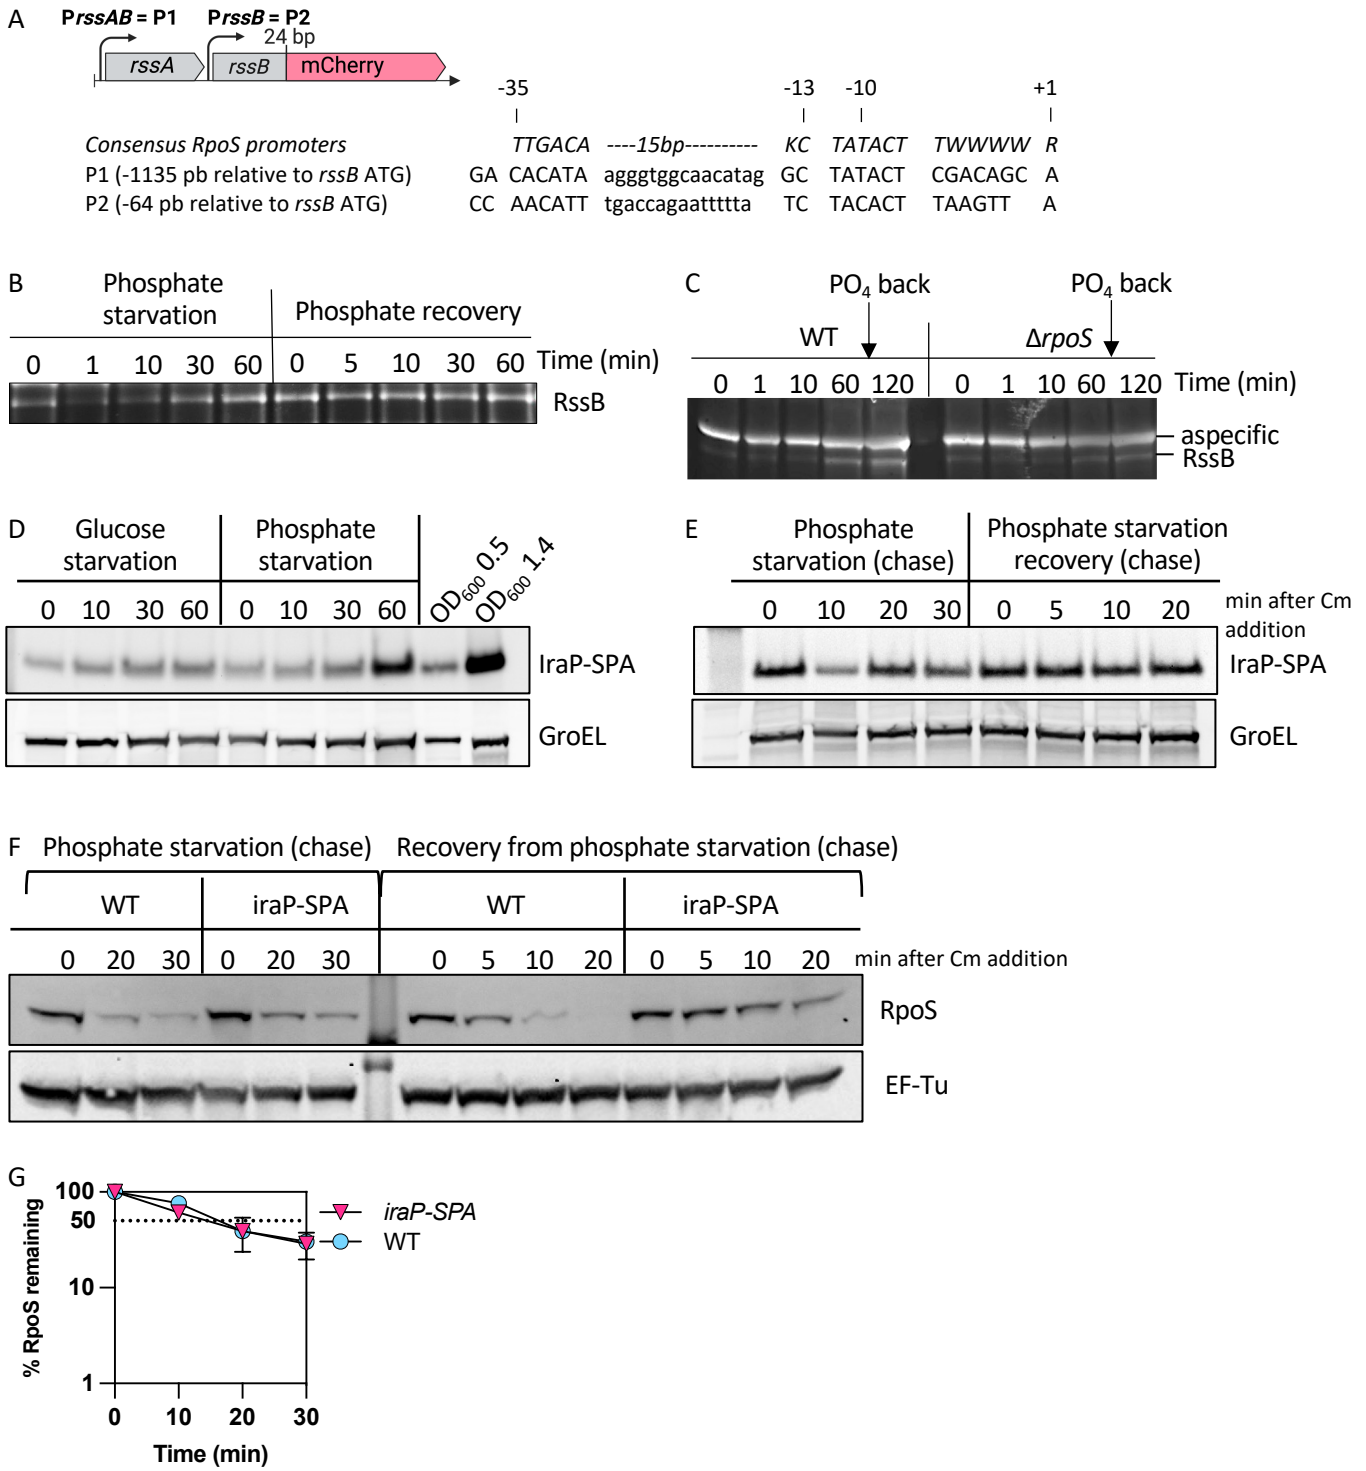 A PrssAB = P1 PrssB = P2
24 bp
rssA rssB mCherry
-35 -13 -10 +1
Consensus RpoS promoters TTGACA ----15bp---------- KC TATACT TWWWW R
P1 (-1135 pb relative to rssB ATG) GA CACATA agggtggcaacatag GC TATACT CGACAGC A
P2 (-64 pb relative to rssB ATG) CC AACATT tgaccagaattttta TC TACACT TAAGTT A
B Phosphate starvation Phosphate recovery
0 1 10 30 60 0 5 10 30 60 Time (min)
RssB
C PO4 back PO4 back
WT ΔrpoS
0 1 10 60 120 0 1 10 60 120 Time (min)
aspecific
RssB
D Glucose starvation Phosphate starvation OD600 0.5 OD600 1.4
0 10 30 60 0 10 30 60
IraP-SPA
GroEL
E Phosphate starvation (chase) Phosphate starvation recovery (chase)
0 10 20 30 0 5 10 20 min after Cm addition
IraP-SPA
GroEL
F Phosphate starvation (chase) Recovery from phosphate starvation (chase)
WT iraP-SPA WT iraP-SPA
0 20 30 0 20 30 0 5 10 20 0 5 10 20 min after Cm addition
RpoS
EF-Tu
G
% RpoS remaining
100
50
10
1
0 10 20 30
Time (min)
iraP-SPA
WT